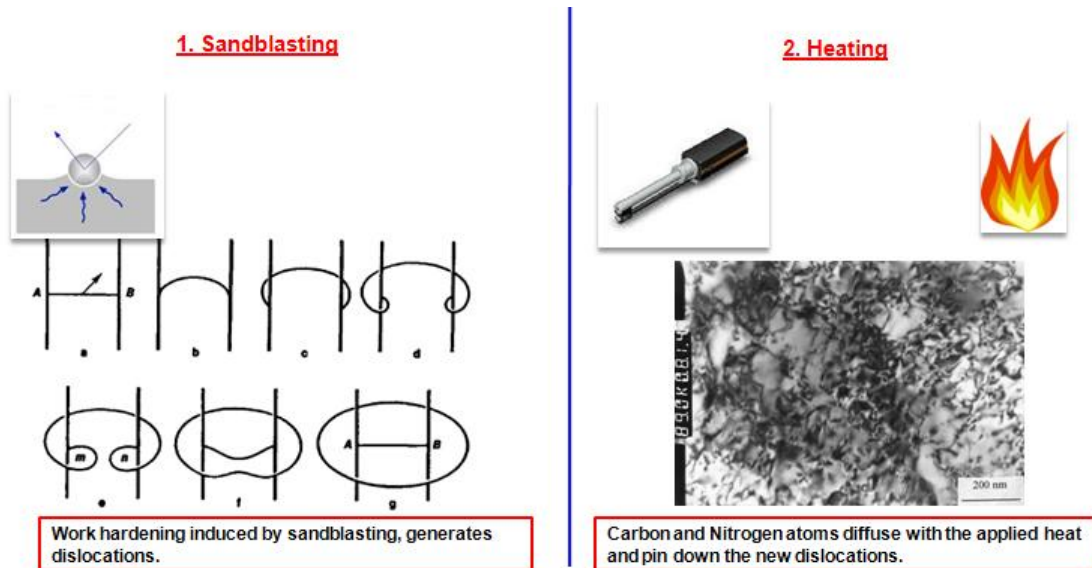 1. Sandblasting
A B
a b c d
m n
A B
e f g
Work hardening induced by sandblasting, generates
dislocations.
2. Heating
200 nm
Carbon and Nitrogen atoms diffuse with the applied heat
and pin down the new dislocations.